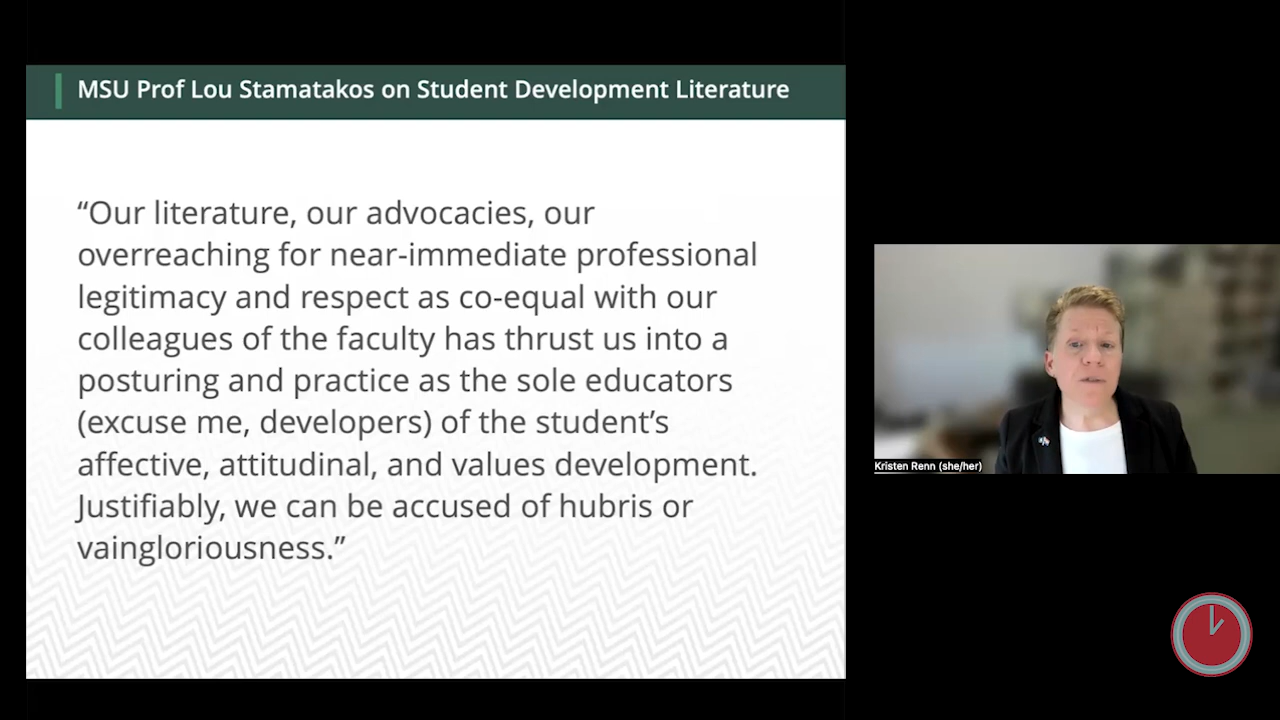 MSU Prof Lou Stamatakos on Student Development Literature
“Our literature, our advocacies, our
overreaching for near-immediate professional
legitimacy and respect as co-equal with our
colleagues of the faculty has thrust us into a
posturing and practice as the sole educators
(excuse me, developers) of the student’s
affective, attitudinal, and values development.
Justifiably, we can be accused of hubris or
vaingloriousness.”
Kristen Renn (she/her)